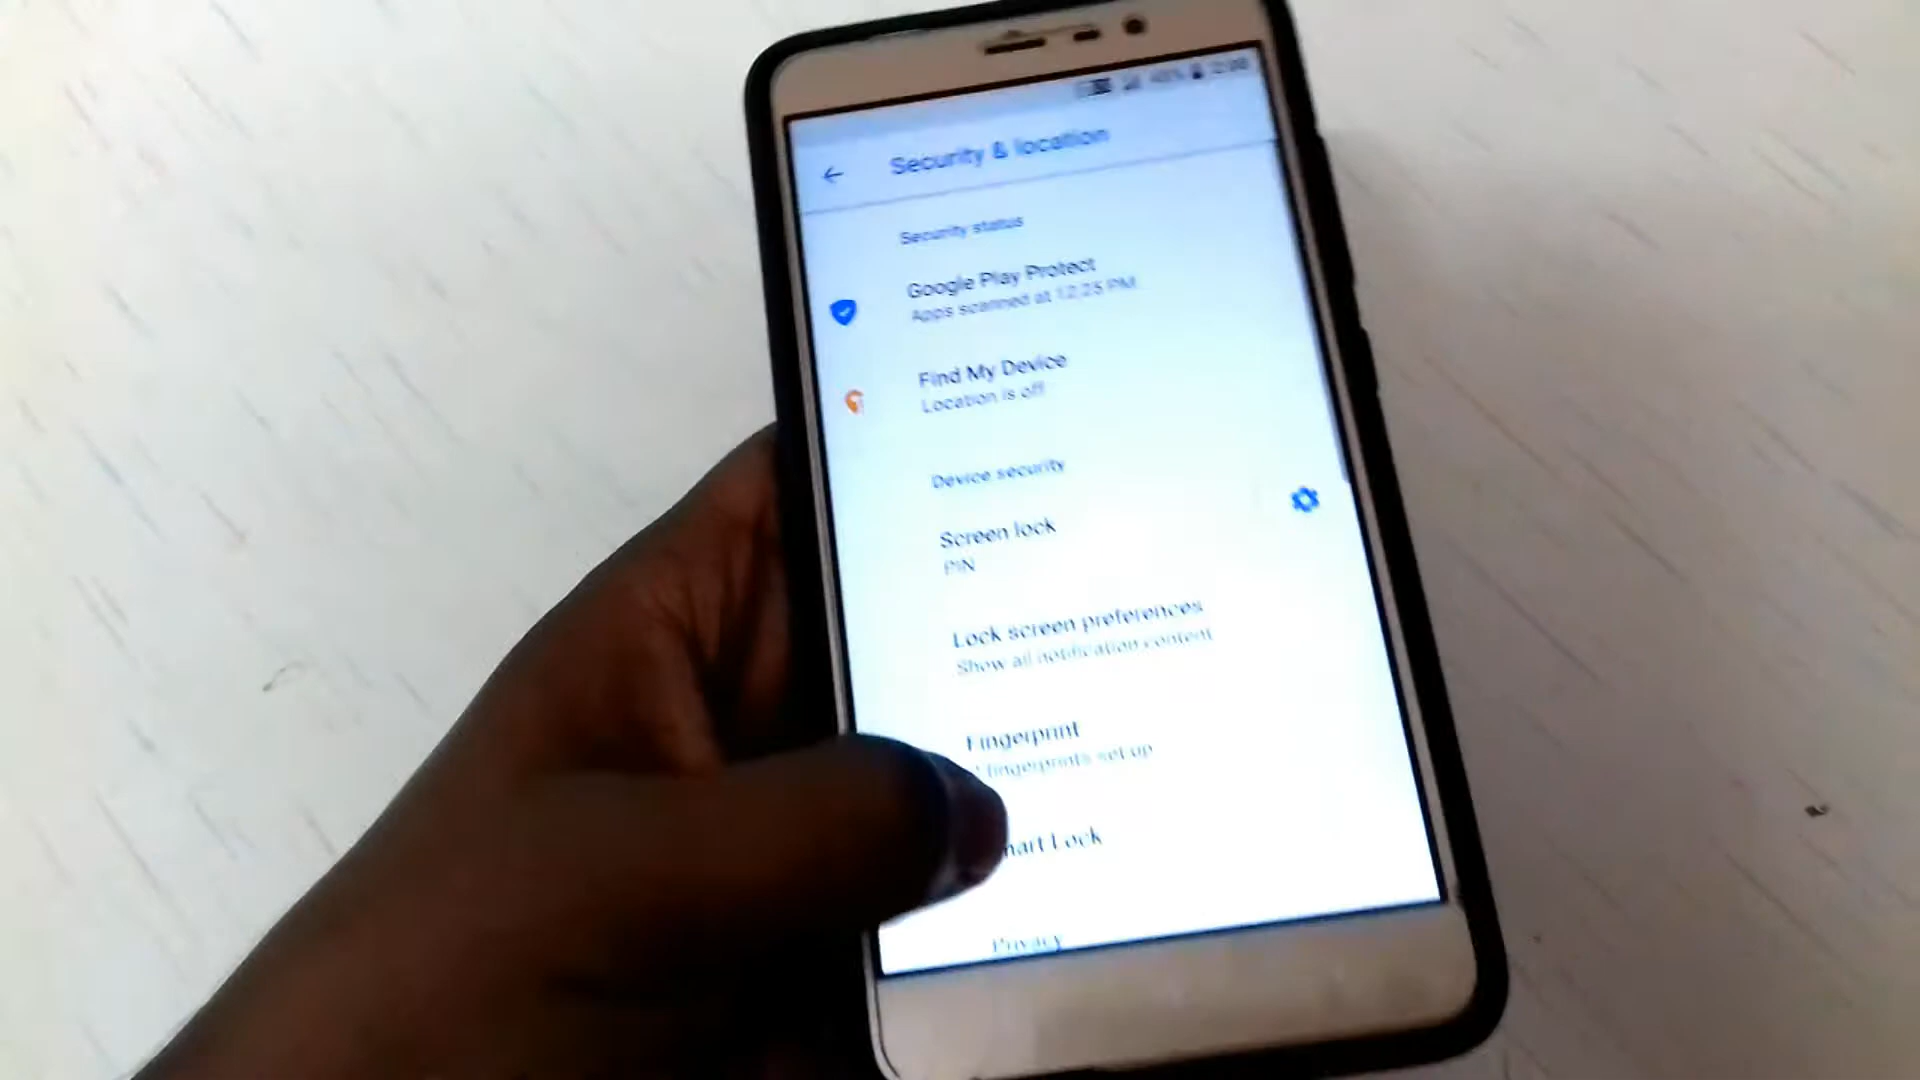 Security & location
Security status
Google Play Protect
Apps scanned at 12:25 PM
Find My Device
Location is off
Device security
Screen lock
PIN
Lock screen preferences
Show all notification content
Fingerprint
fingerprints set up
Lock
Privacy